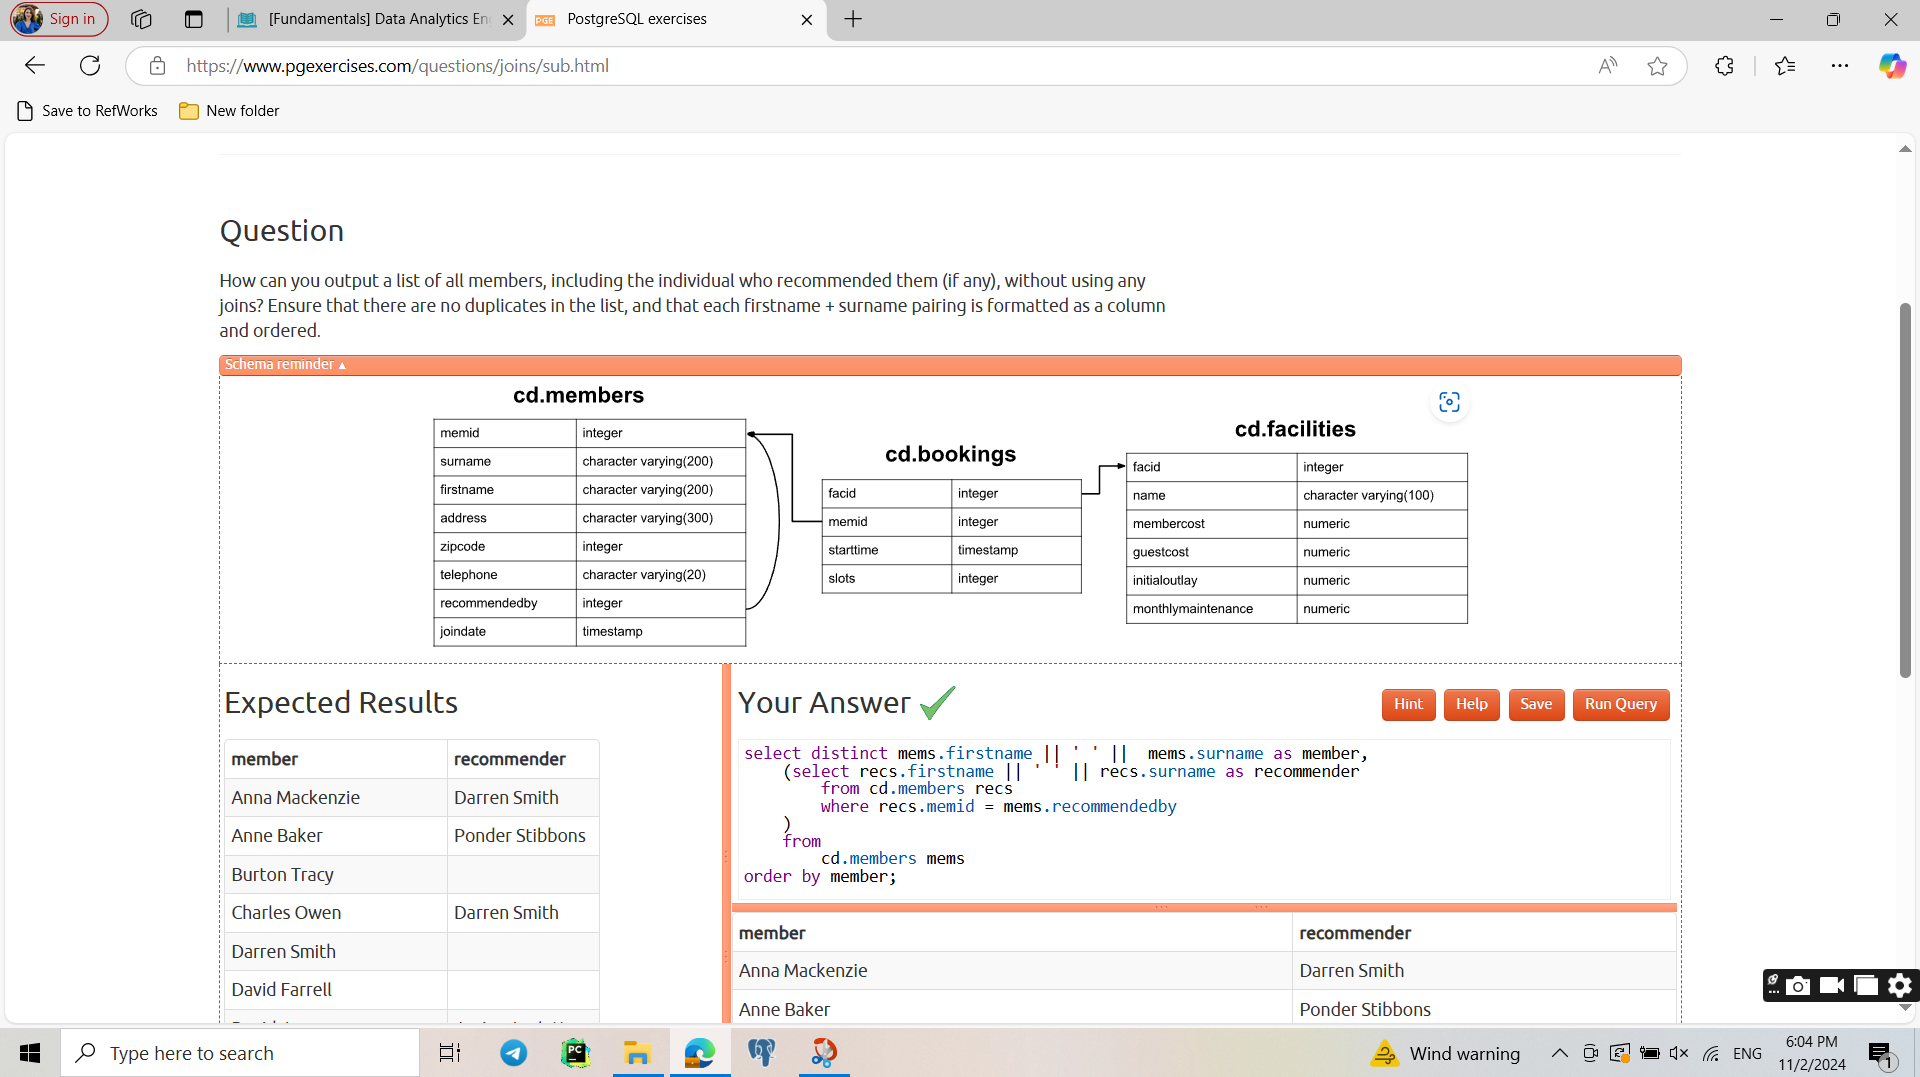 Sign in
[Fundamentals] Data Analytics En
PGE PostgreSQL exercises
https://www.pgexercises.com/questions/joins/sub.html
Save to RefWorks
New folder
Question
How can you output a list of all members, including the individual who recommended them (if any), without using any
joins? Ensure that there are no duplicates in the list, and that each firstname + surname pairing is formatted as a column
and ordered.
Schema reminder ▲
cd.members
memid integer
surname character varying(200)
firstname character varying(200)
address character varying(300)
zipcode integer
telephone character varying(20)
recommendedby integer
joindate timestamp
cd.bookings
facid integer
memid integer
starttime timestamp
slots integer
cd.facilities
facid integer
name character varying(100)
membercost numeric
guestcost numeric
initialoutlay numeric
monthlymaintenance numeric
Expected Results
member recommender
Anna Mackenzie Darren Smith
Anne Baker Ponder Stibbons
Burton Tracy
Charles Owen Darren Smith
Darren Smith
David Farrell
Your Answer
Hint Help Save Run Query
select distinct mems.firstname || ' ' ||  mems.surname as member,
(select recs.firstname || ' ' || recs.surname as recommender
from cd.members recs
where recs.memid = mems.recommendedby
)
from
cd.members mems
order by member;
member recommender
Anna Mackenzie Darren Smith
Anne Baker Ponder Stibbons
Type here to search
PC
Wind warning
ENG
6:04 PM
11/2/2024
1